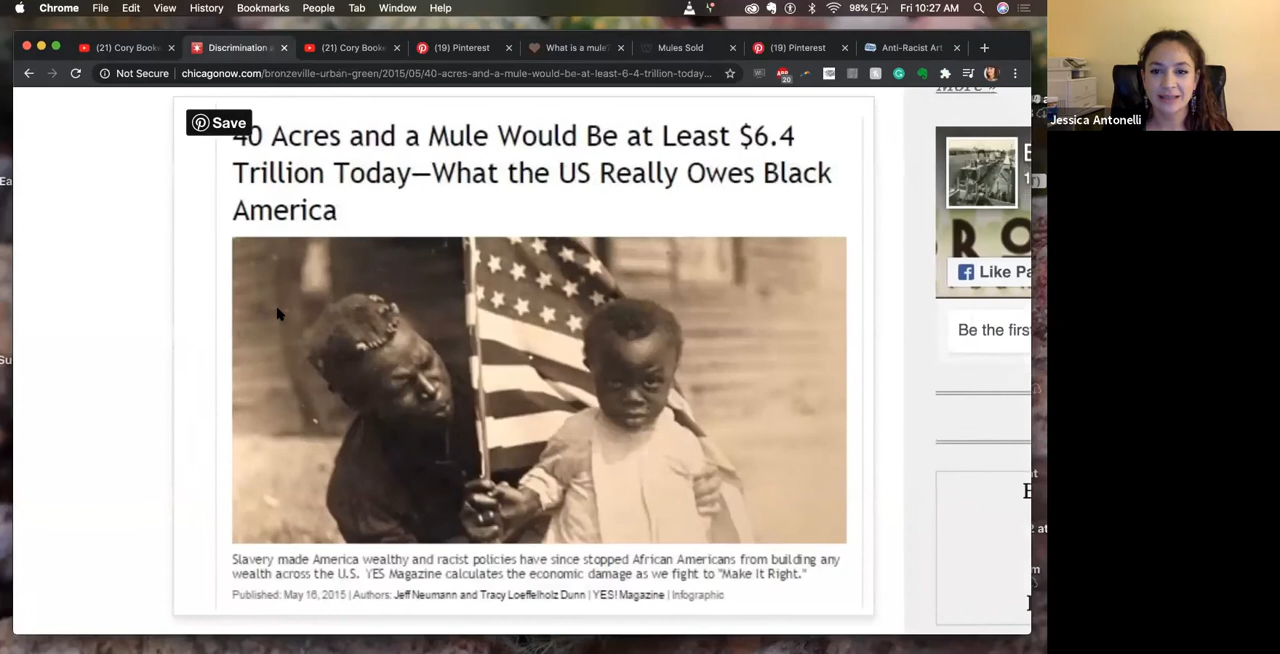 Chrome File Edit View History Bookmarks People Tab Window Help
98% Fri 10:27 AM
(21) Cory Booke
Discrimination
(21) Cory Booke
(19) Pinterest
What is a mule?
Mules Sold
(19) Pinterest
Anti-Racist Art
Not Secure chicagonow.com/bronzeville-urban-green/2015/05/40-acres-and-a-mule-would-be-at-least-6-4-trillion-today...
20
Jessica Antonelli
More »
Save
40 Acres and a Mule Would Be at Least $6.4
Trillion Today—What the US Really Owes Black
America
Like Pa
Be the firs
Slavery made America wealthy and racist policies have since stopped African Americans from building any
wealth across the U.S. YES Magazine calculates the economic damage as we fight to "Make It Right."
Published: May 16, 2015 | Authors: Jeff Neumann and Tracy Loeffelholz Dunn | YES! Magazine | Infographic